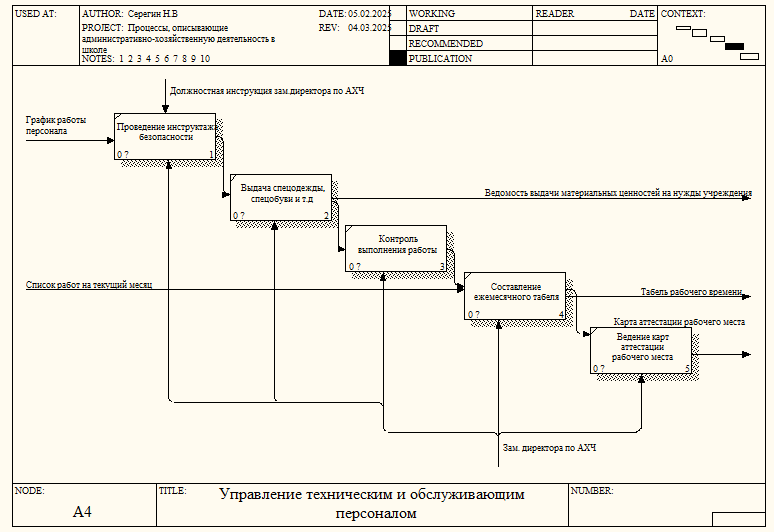 USED AT:
AUTHOR: Серегин Н.В
DATE: 05.02.2025
WORKING
READER
DATE
CONTEXT:
PROJECT: Процессы, описывающие
административно-хозяйственную деятельность в
школе
REV: 04.03.2025
DRAFT
RECOMMENDED
NOTES: 1 2 3 4 5 6 7 8 9 10
PUBLICATION
A0
Должностная инструкция зам.директора по АХЧ
График работы
персонала
Проведение инструктажа
безопасности
0 ?
1
Выдача спецодежды,
спецобуви и т.д
0 ?
2
Ведомость выдачи материальных ценностей на нужды учреждения
Контроль
выполнения работы
0 ?
3
Список работ на текущий месяц
Составление
ежемесячного табеля
0 ?
4
Табель рабочего времени
Карта аттестации рабочего места
Ведение карт
аттестации
рабочего места
0 ?
5
Зам. директора по АХЧ
NODE:
A4
TITLE:
Управление техническим и обслуживающим
персоналом
NUMBER: